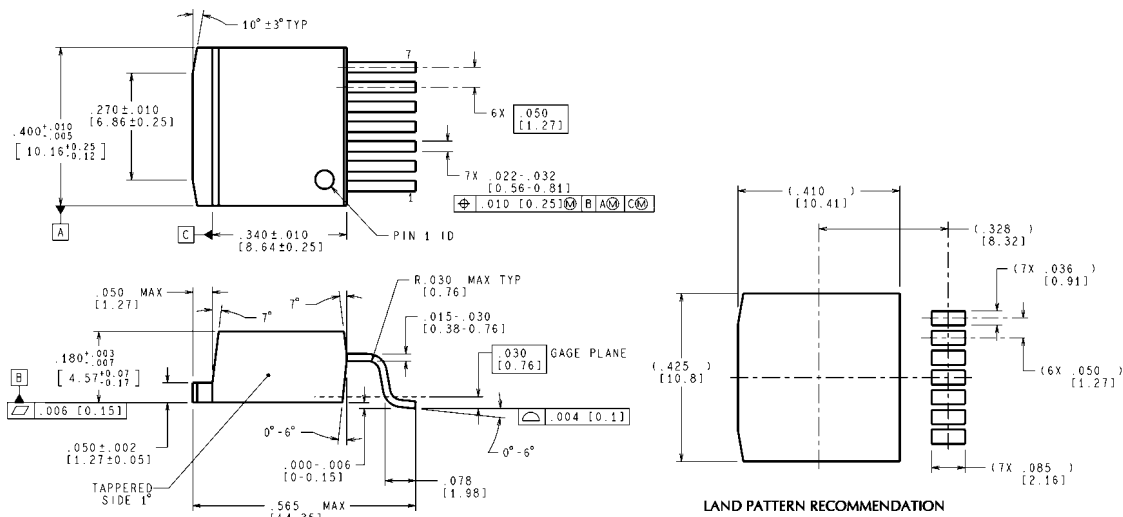 10° ±3° TYP
7
.270±.010
[6.86±0.25]
6X .050
[1.27]
.400+.010
-.005
[ 10.16+0.25
-0.12 ]
7X .022-.032
[0.56-0.81]
1
⌖ .010 [0.25]Ⓜ B AⓂ CⓂ
A
C
.340±.010
[8.64±0.25]
PIN 1 ID
(.410 )
[10.41]
(.328 )
[8.32]
(7X .036 )
[0.91]
.050 MAX
[1.27]
7°
7°
R.030 MAX TYP
[0.76]
.015-.030
[0.38-0.76]
.030
[0.76]
GAGE PLANE
.180+.003
-.007
[ 4.57+0.07
-0.17 ]
B
⏥ .006 [0.15]
⌓ .004 [0.1]
(.425 )
[10.8]
(6X .050 )
[1.27]
.050±.002
[1.27±0.05]
0°-6°
0°-6°
.000-.006
[0-0.15]
.078
[1.98]
TAPPERED
SIDE 1°
.565 MAX
(7X .085 )
[2.16]
LAND PATTERN RECOMMENDATION